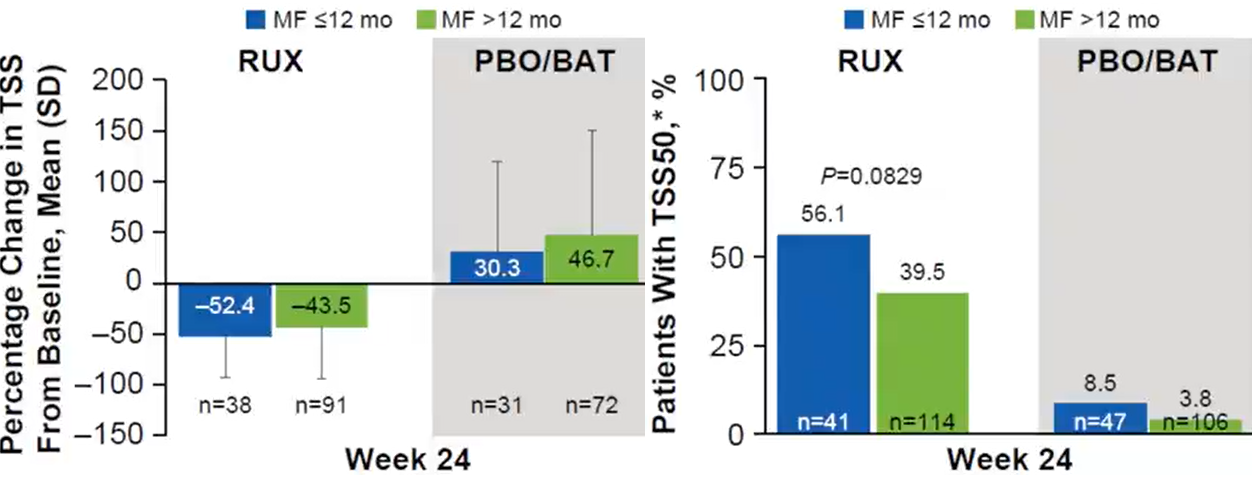 MF ≤12 mo MF >12 mo
RUX PBO/BAT
Percentage Change in TSS
From Baseline, Mean (SD)
200
150
100
50
0
−50
−100
−150
30.3 46.7
−52.4 −43.5
n=38 n=91 n=31 n=72
Week 24
MF ≤12 mo MF >12 mo
RUX PBO/BAT
Patients With TSS50,* %
100
75
50
25
0
P=0.0829
56.1
39.5
8.5
3.8
n=41 n=114 n=47 n=106
Week 24